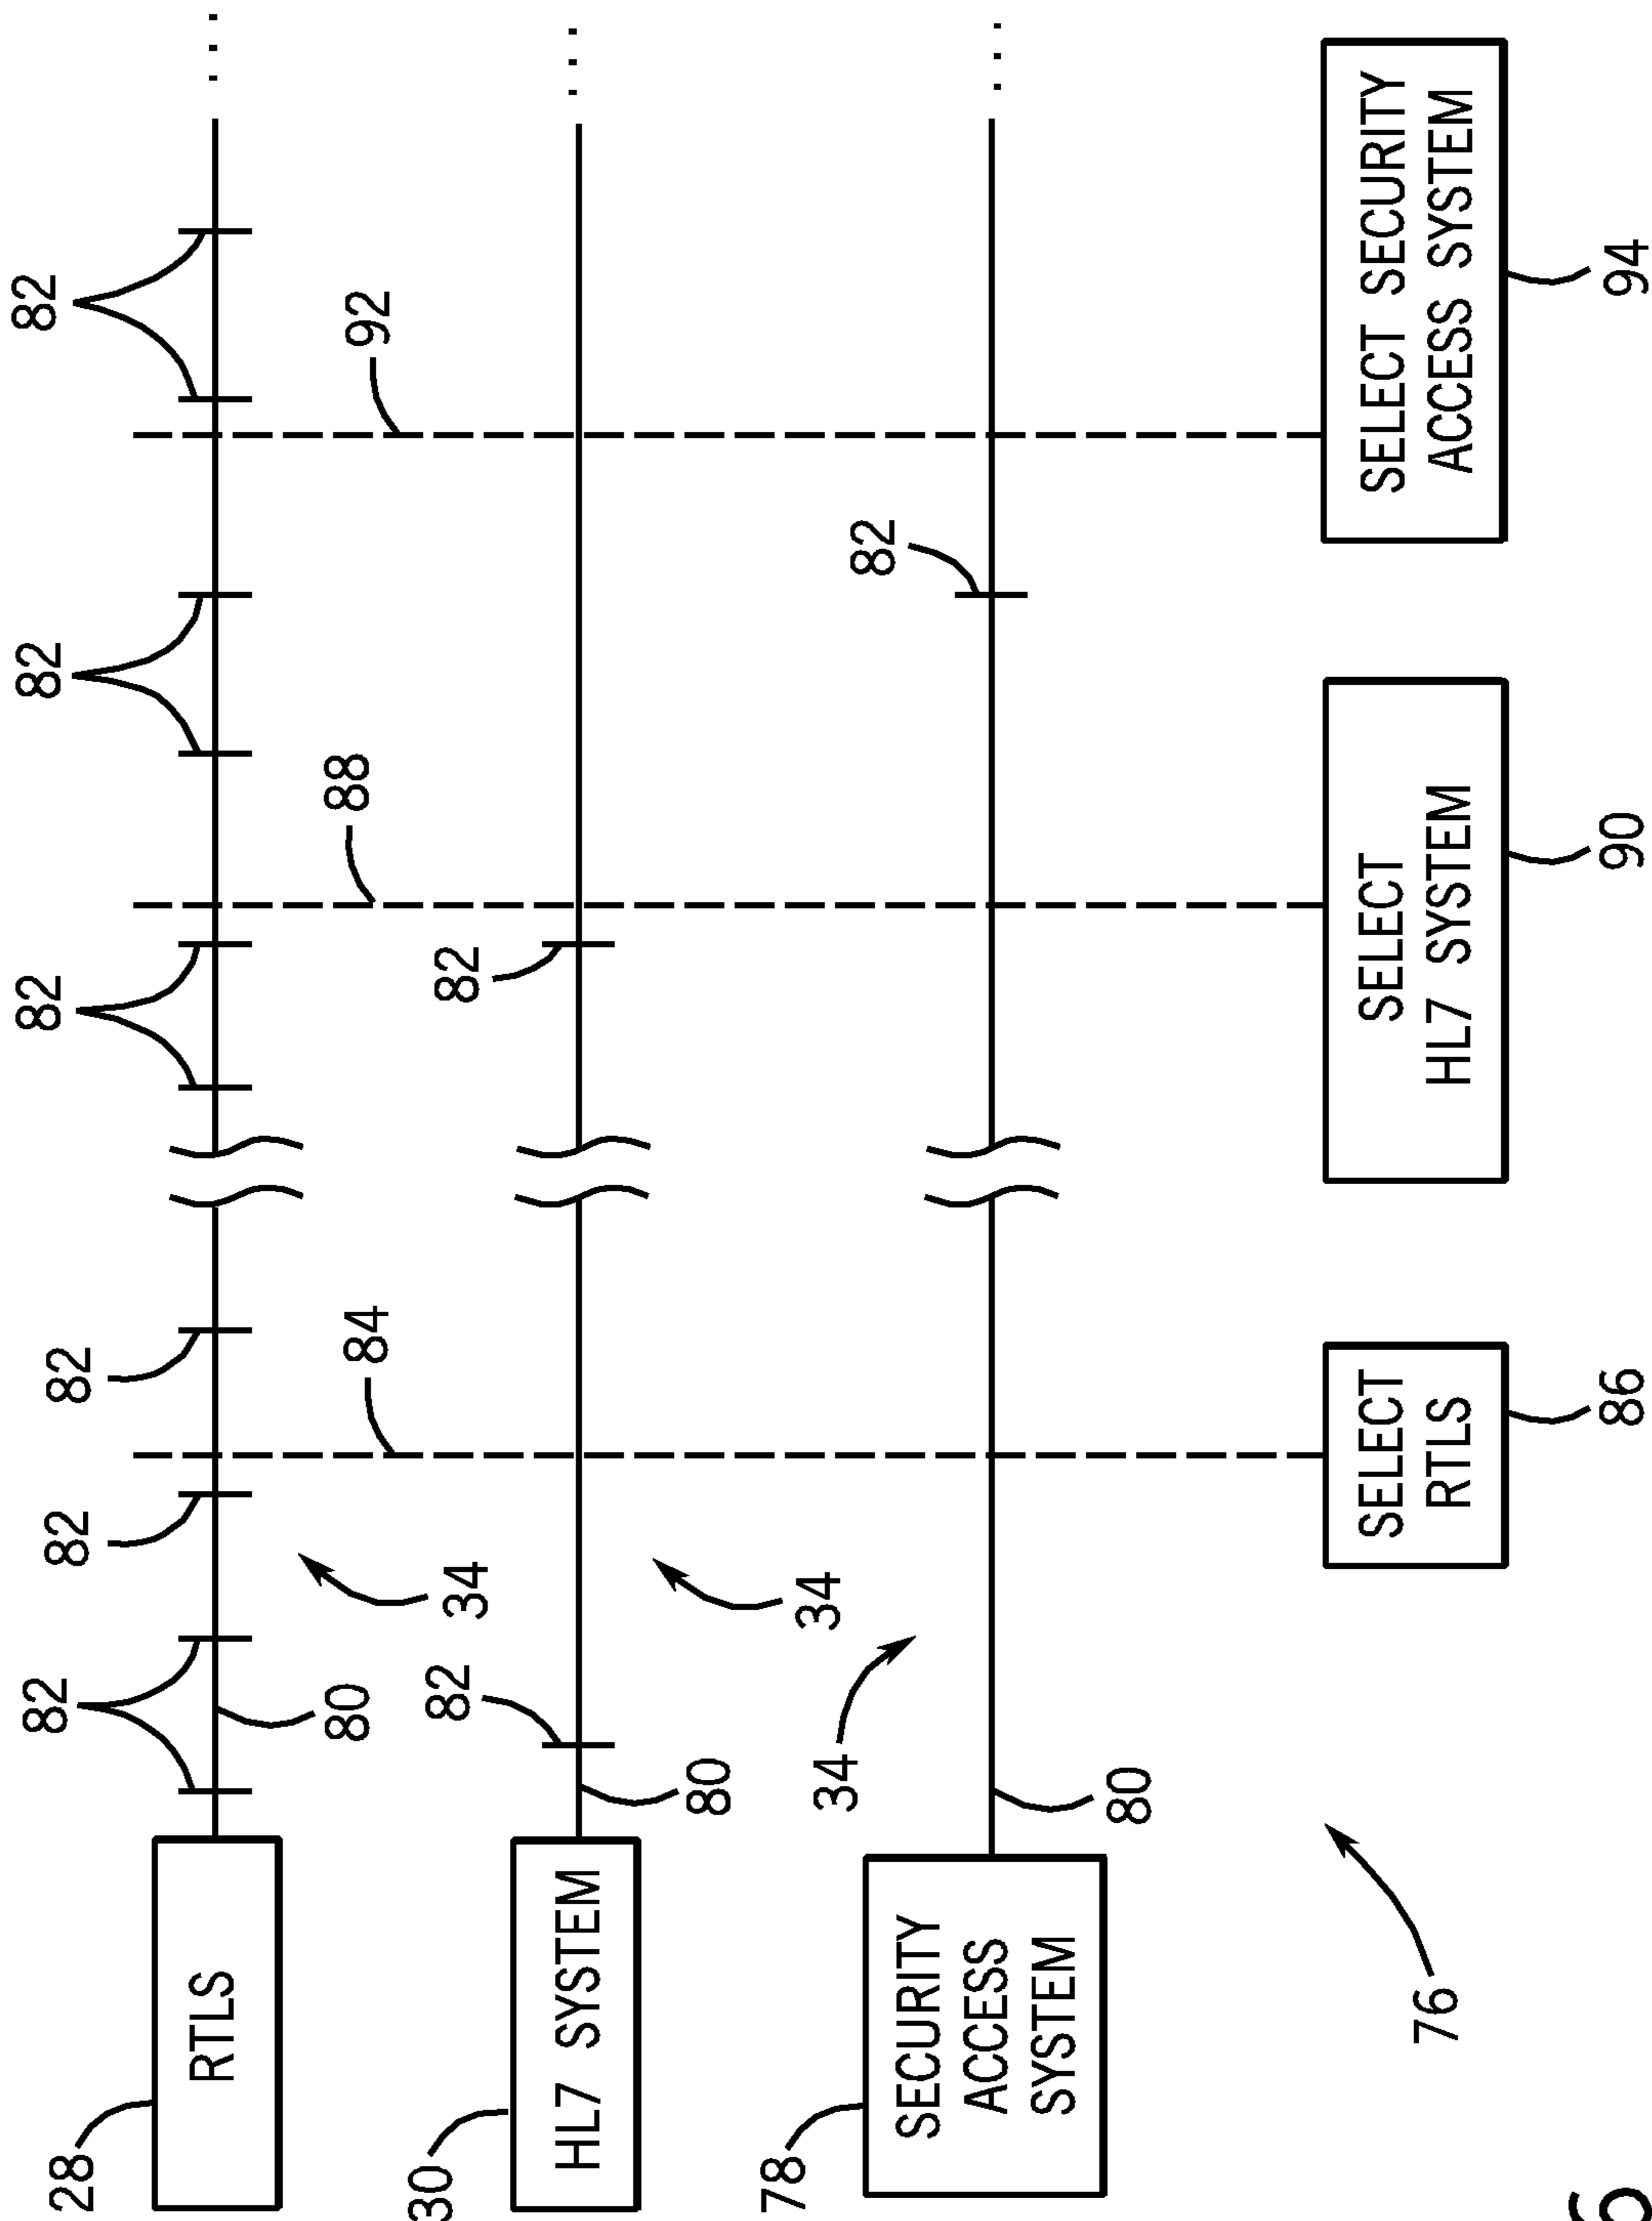 82 82 82 82 82 82
28
RTLS
80 84 88 92
30 82 34 82
HL7 SYSTEM
80
34
78 34 82
SECURITY
ACCESS
SYSTEM
80
SELECT
RTLS
SELECT
HL7 SYSTEM
SELECT SECURITY
ACCESS SYSTEM
76
86 90 94
6